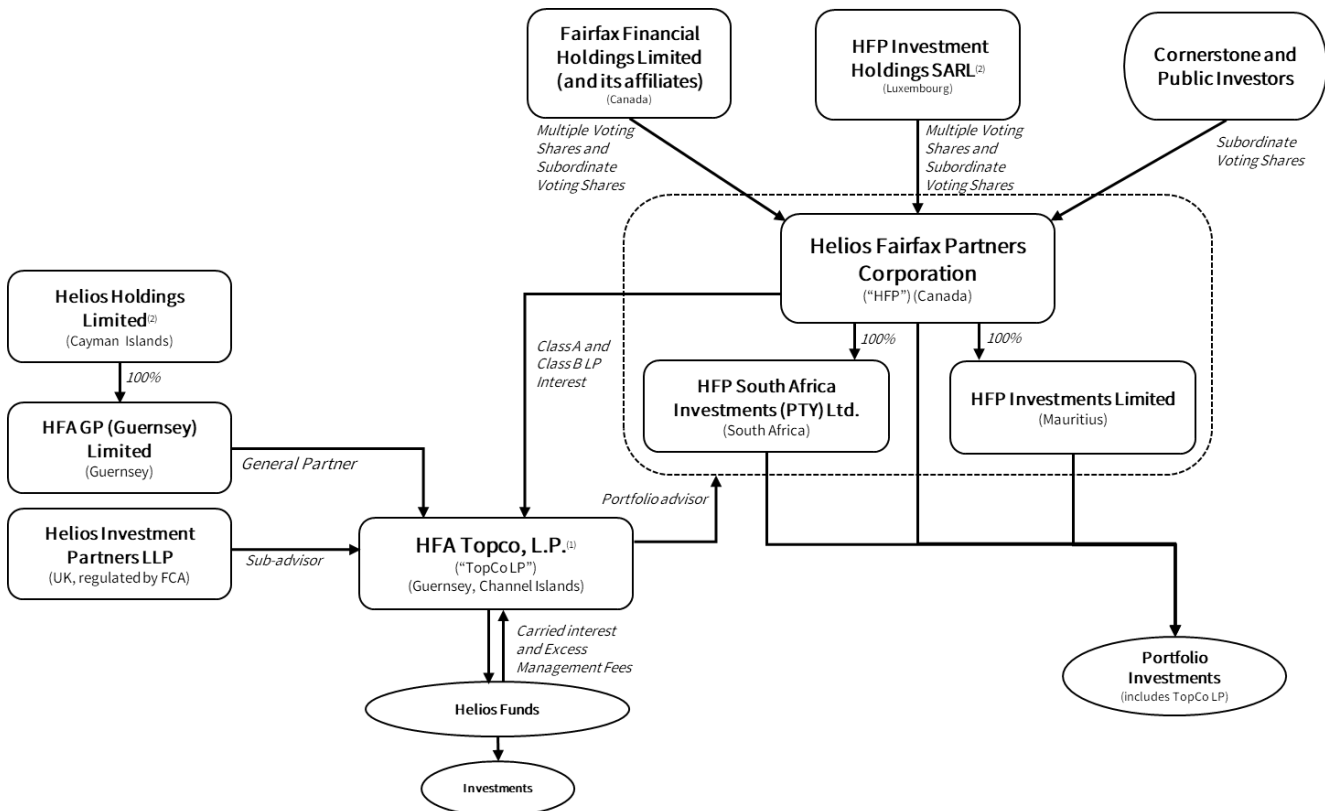 Fairfax Financial
Holdings Limited
(and its affiliates)
(Canada)
HFP Investment
Holdings SARL(2)
(Luxembourg)
Cornerstone and
Public Investors
Multiple Voting
Shares and
Subordinate
Voting Shares
Multiple Voting
Shares and
Subordinate
Voting Shares
Subordinate
Voting Shares
Helios Fairfax Partners
Corporation
("HFP") (Canada)
Helios Holdings
Limited(2)
(Cayman Islands)
100%
100%
100%
Class A and
Class B LP
Interest
HFP South Africa
Investments (PTY) Ltd.
(South Africa)
HFP Investments Limited
(Mauritius)
HFA GP (Guernsey)
Limited
(Guernsey)
General Partner
Portfolio advisor
Helios Investment
Partners LLP
(UK, regulated by FCA)
Sub-advisor
HFA Topco, L.P.(1)
("TopCo LP")
(Guernsey, Channel Islands)
Carried interest
and Excess
Management Fees
Helios Funds
Investments
Portfolio
Investments
(includes TopCo LP)